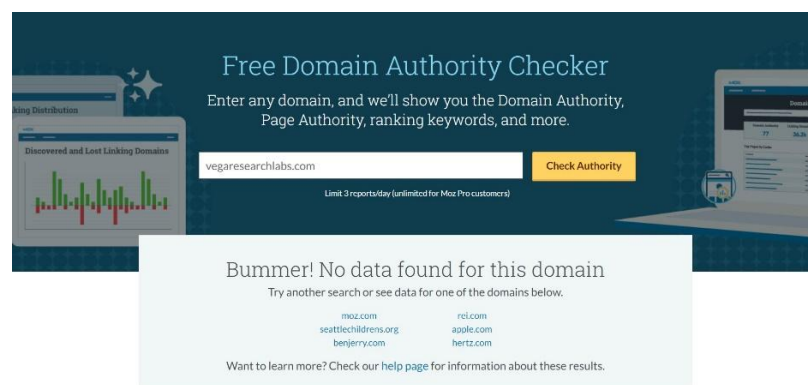 Free Domain Authority Checker
Enter any domain, and we'll show you the Domain Authority,
Page Authority, ranking keywords, and more.
king Distribution
Discovered and Lost Linking Domains
vegaresearchlabs.com
Check Authority
Limit 3 reports/day (unlimited for Moz Pro customers)
Domai
77
Bummer! No data found for this domain
Try another search or see data for one of the domains below.
moz.com rei.com
seattlechildrens.org apple.com
benjerry.com hertz.com
Want to learn more? Check our help page for information about these results.